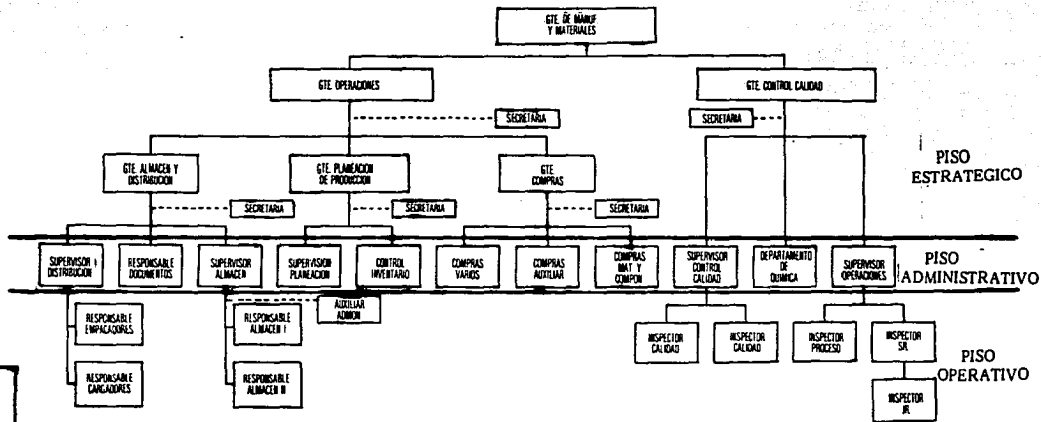 GTE. DE MANUF
Y MATERIALES
GTE. OPERACIONES
GTE. CONTROL CALIDAD
SECRETARIA
SECRETARIA
GTE. ALMACEN Y
DISTRIBUCION
GTE. PLANEACION
DE PRODUCCION
GTE
COMPRAS
PISO
ESTRATEGICO
SECRETARIA
SECRETARIA
SECRETARIA
SUPERVISOR
DISTRIBUCION
RESPONSABLE
DOCUMENTOS
SUPERVISOR
ALMACEN
SUPERVISION
PLANEACION
CONTROL
INVENTARIO
COMPRAS
VARIOS
COMPRAS
AUXILIAR
COMPRAS
MAT Y
COMPON
SUPERVISOR
CONTROL
CALIDAD
DEPARTAMENTO
DE
QUIMICA
SUPERVISOR
OPERACIONES
PISO
ADMINISTRATIVO
RESPONSABLE
EMPACADORES
RESPONSABLE
ALMACEN I
AUXILIAR
ADMON
INSPECTOR
CALIDAD
INSPECTOR
CALIDAD
INSPECTOR
PROCESO
INSPECTOR
SR.
PISO
OPERATIVO
RESPONSABLE
CARGADORES
RESPONSABLE
ALMACEN III
INSPECTOR
JR.